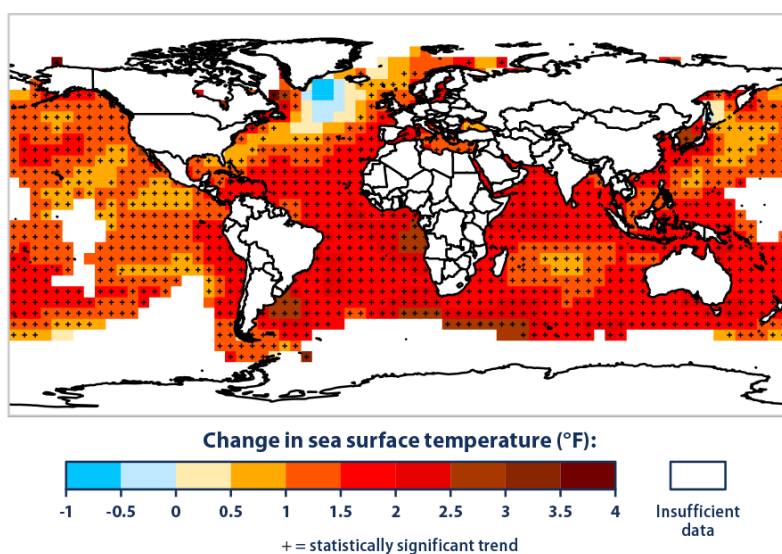 Change in sea surface temperature (°F):
-1 -0.5 0 0.5 1 1.5 2 2.5 3 3.5 4
Insufficient
data
+ = statistically significant trend